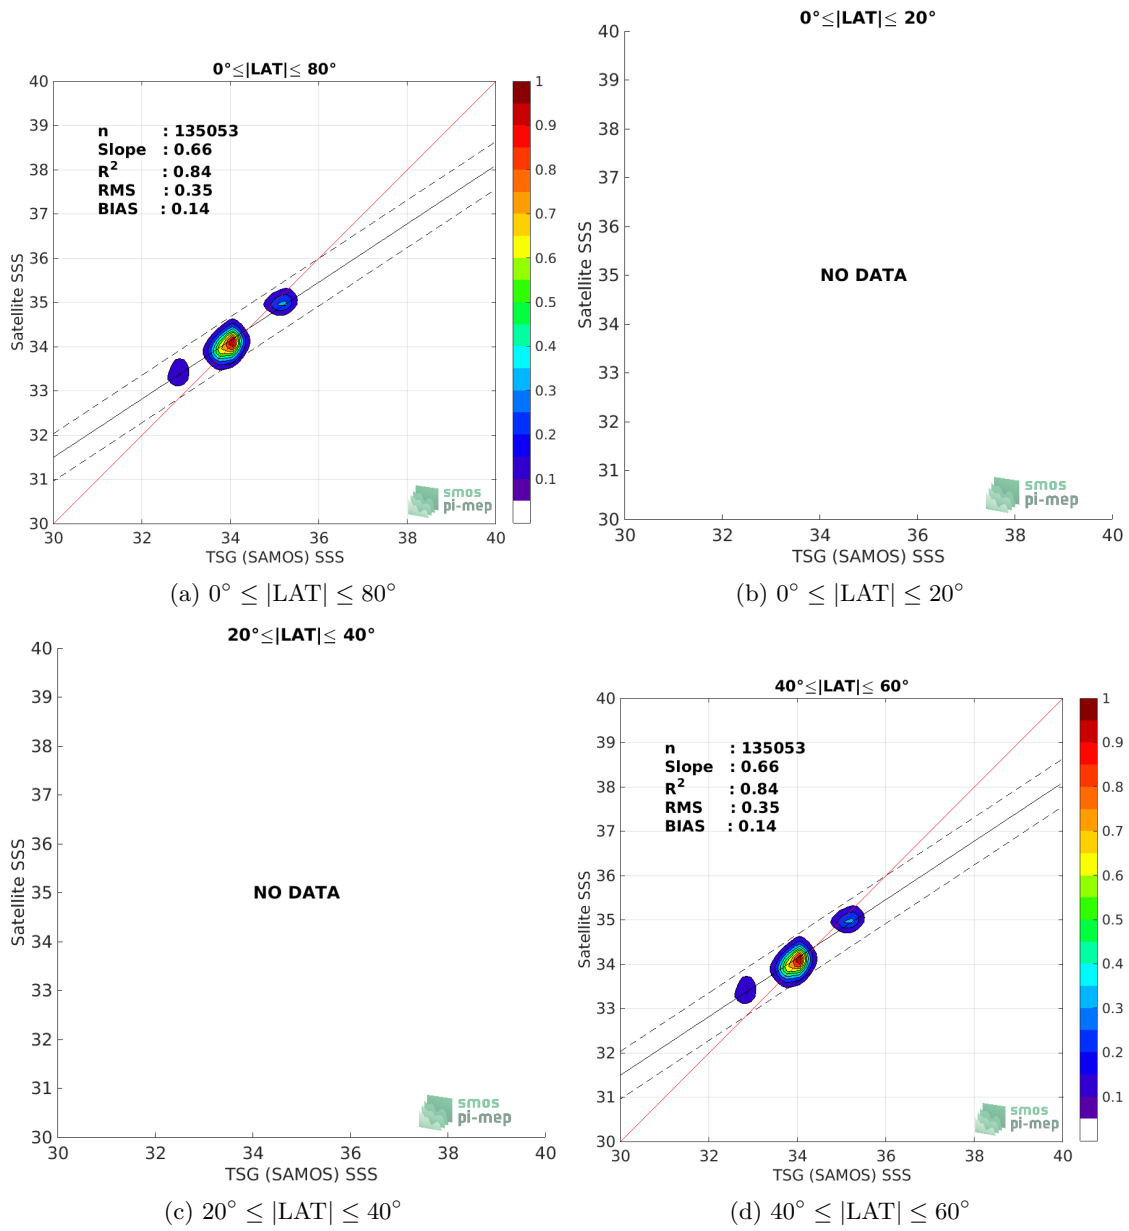 0°≤|LAT|≤ 80°
40
39
38
37
36
35
34
33
32
31
30
Satellite SSS
n : 135053
Slope : 0.66
R² : 0.84
RMS : 0.35
BIAS : 0.14
1
0.9
0.8
0.7
0.6
0.5
0.4
0.3
0.2
0.1
smos
pi-mep
30 32 34 36 38 40
TSG (SAMOS) SSS
(a) 0° ≤ |LAT| ≤ 80°
0°≤|LAT|≤ 20°
40
39
38
37
36
35
34
33
32
31
30
Satellite SSS
NO DATA
smos
pi-mep
30 32 34 36 38 40
TSG (SAMOS) SSS
(b) 0° ≤ |LAT| ≤ 20°
20°≤|LAT|≤ 40°
40
39
38
37
36
35
34
33
32
31
30
Satellite SSS
NO DATA
smos
pi-mep
30 32 34 36 38 40
TSG (SAMOS) SSS
(c) 20° ≤ |LAT| ≤ 40°
40°≤|LAT|≤ 60°
40
39
38
37
36
35
34
33
32
31
30
Satellite SSS
n : 135053
Slope : 0.66
R² : 0.84
RMS : 0.35
BIAS : 0.14
1
0.9
0.8
0.7
0.6
0.5
0.4
0.3
0.2
0.1
smos
pi-mep
30 32 34 36 38 40
TSG (SAMOS) SSS
(d) 40° ≤ |LAT| ≤ 60°